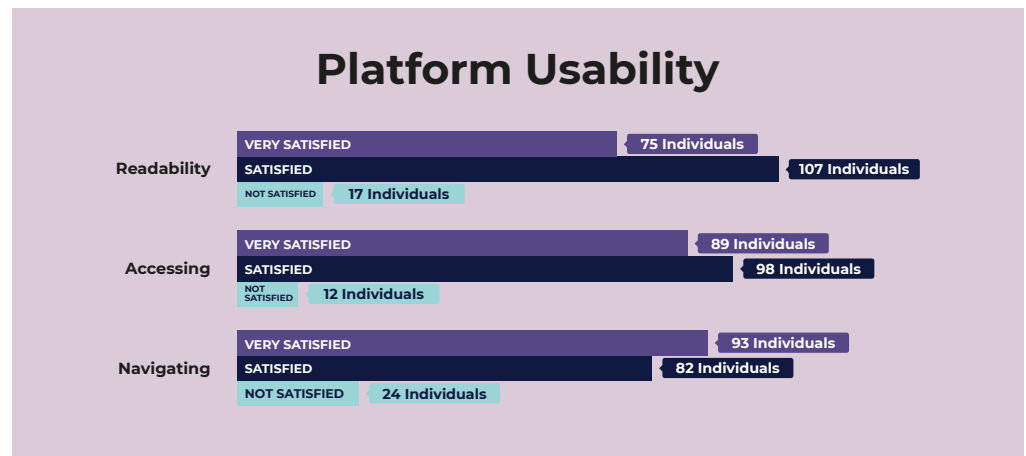 Platform Usability
Readability
VERY SATISFIED
75 Individuals
SATISFIED
107 Individuals
NOT SATISFIED
17 Individuals
Accessing
VERY SATISFIED
89 Individuals
SATISFIED
98 Individuals
NOT
SATISFIED
12 Individuals
Navigating
VERY SATISFIED
93 Individuals
SATISFIED
82 Individuals
NOT SATISFIED
24 Individuals